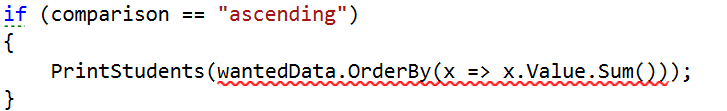 if (comparison == "ascending")
{
    PrintStudents(wantedData.OrderBy(x => x.Value.Sum()));
}